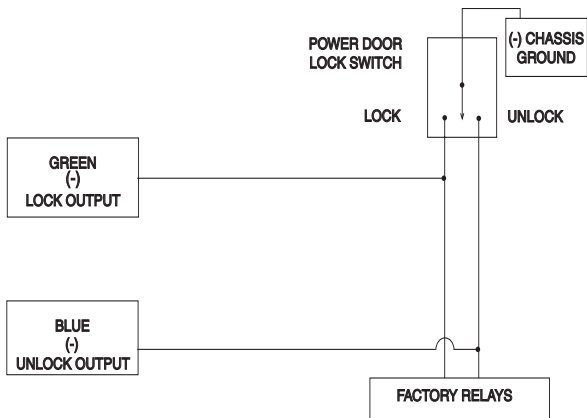 POWER DOOR
LOCK SWITCH
(-) CHASSIS
GROUND
LOCK
UNLOCK
GREEN
(-)
LOCK OUTPUT
BLUE
(-)
UNLOCK OUTPUT
FACTORY RELAYS